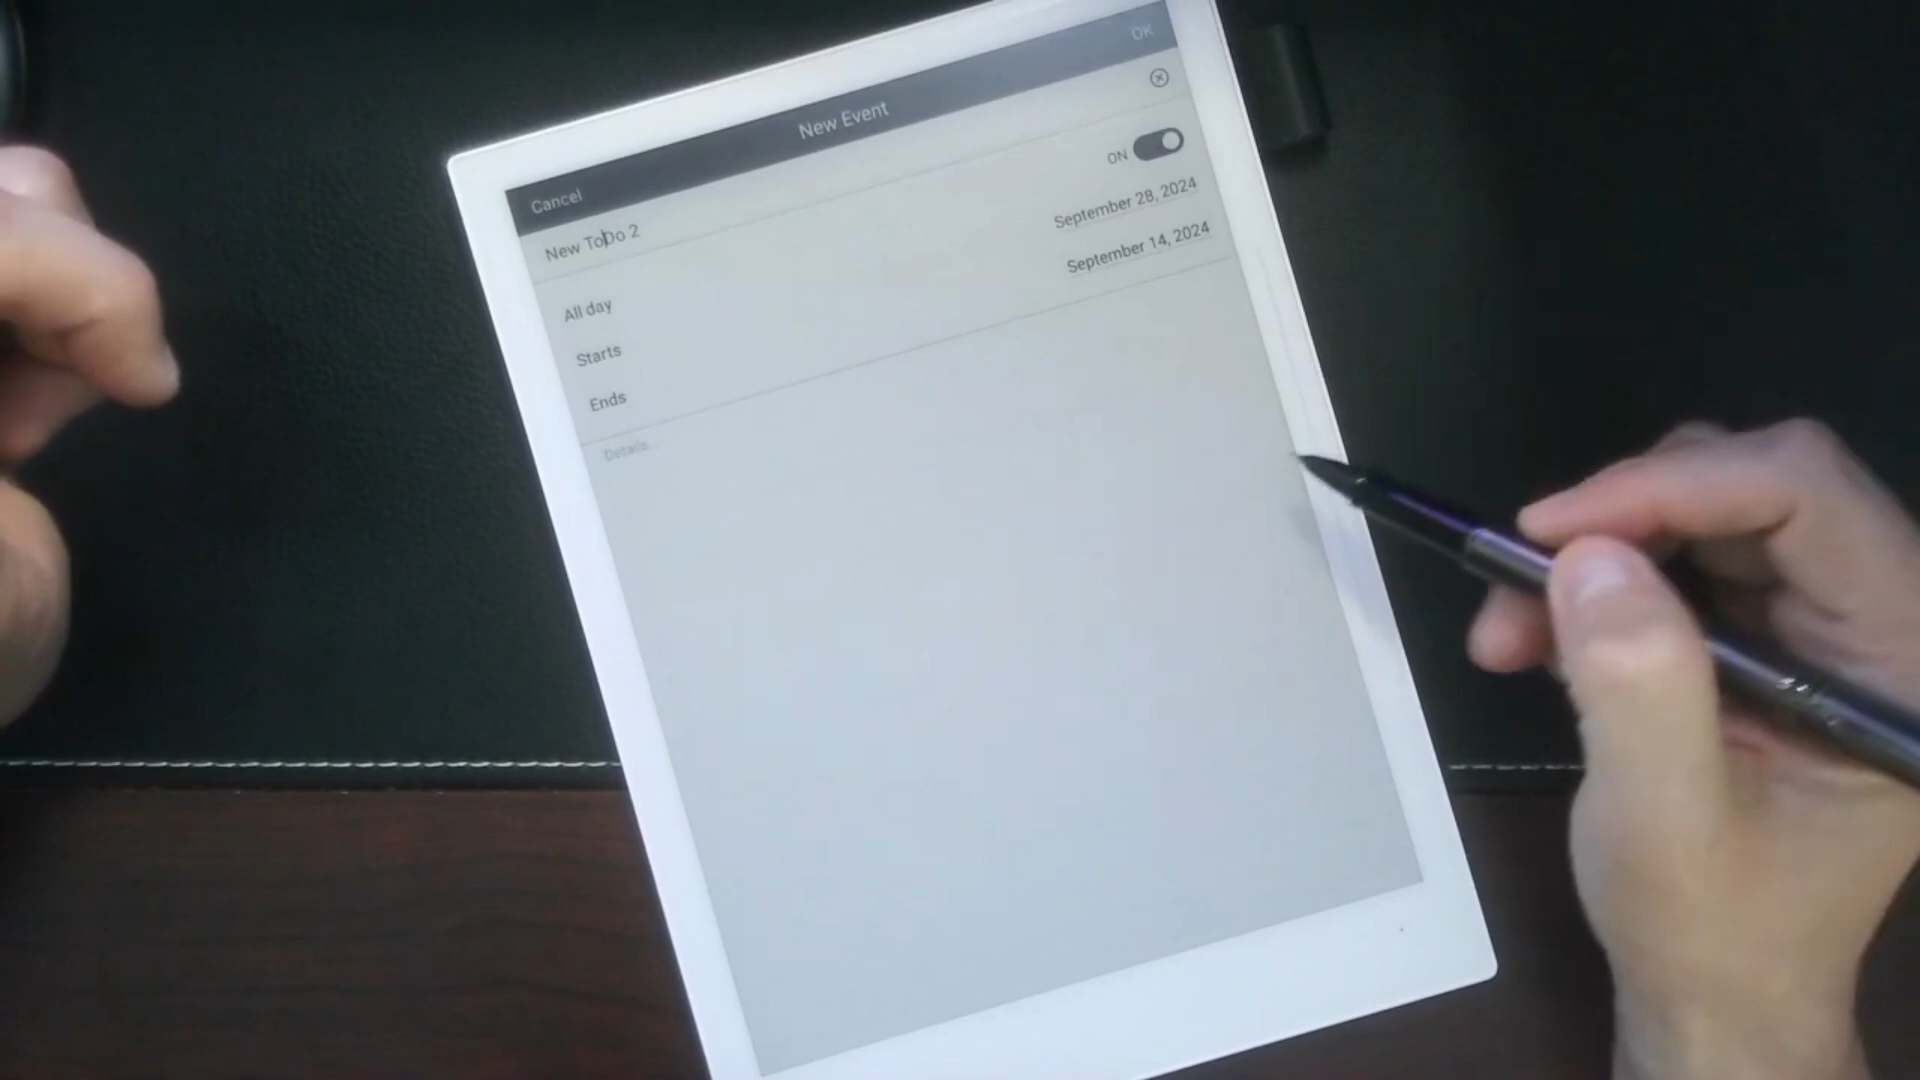 Cancel New Event OK
New ToDo 2
All day ON
Starts September 28, 2024
Ends September 14, 2024
Details...